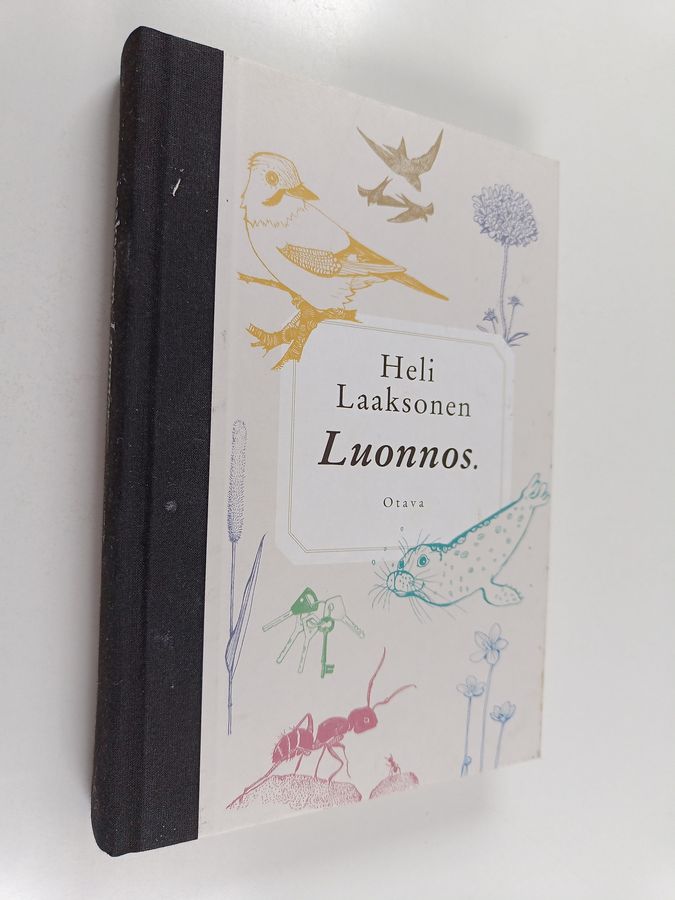 Heli
Laaksonen
Luonnos.
Otava